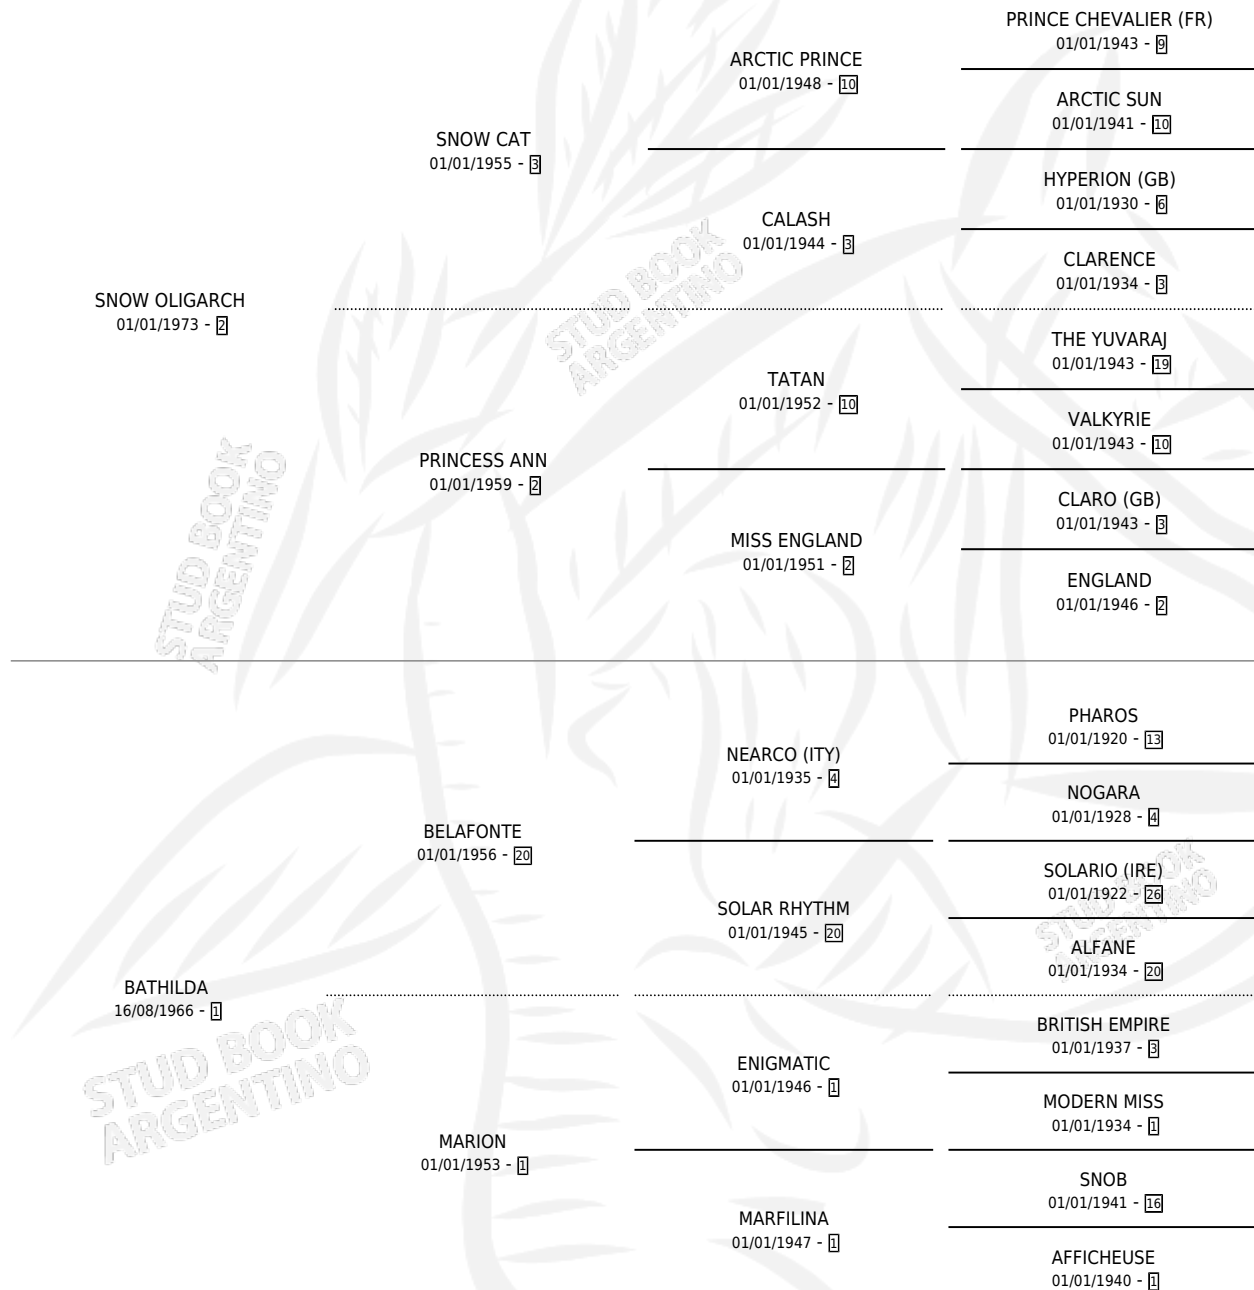 PRINCE CHEVALIER (FR)
01/01/1943 - 9
ARCTIC PRINCE
01/01/1948 - 10
ARCTIC SUN
01/01/1941 - 10
SNOW CAT
01/01/1955 - 3
HYPERION (GB)
01/01/1930 - 6
CALASH
01/01/1944 - 3
CLARENCE
01/01/1934 - 3
SNOW OLIGARCH
01/01/1973 - 2
THE YUVARAJ
01/01/1943 - 19
TATAN
01/01/1952 - 10
VALKYRIE
01/01/1943 - 10
PRINCESS ANN
01/01/1959 - 2
CLARO (GB)
01/01/1943 - 3
MISS ENGLAND
01/01/1951 - 2
ENGLAND
01/01/1946 - 2
PHAROS
01/01/1920 - 13
NEARCO (ITY)
01/01/1935 - 4
NOGARA
01/01/1928 - 4
BELAFONTE
01/01/1956 - 20
SOLARIO (IRE)
01/01/1922 - 26
SOLAR RHYTHM
01/01/1945 - 20
ALFANE
01/01/1934 - 20
BATHILDA
16/08/1966 - 1
BRITISH EMPIRE
01/01/1937 - 3
ENIGMATIC
01/01/1946 - 1
MODERN MISS
01/01/1934 - 1
MARION
01/01/1953 - 1
SNOB
01/01/1941 - 16
MARFILINA
01/01/1947 - 1
AFFICHEUSE
01/01/1940 - 1
STUD BOOK
ARGENTINO
STUD BOOK
ARGENTINO
STUD BOOK
ARGENTINO
STUD BOOK
ARGENTINO